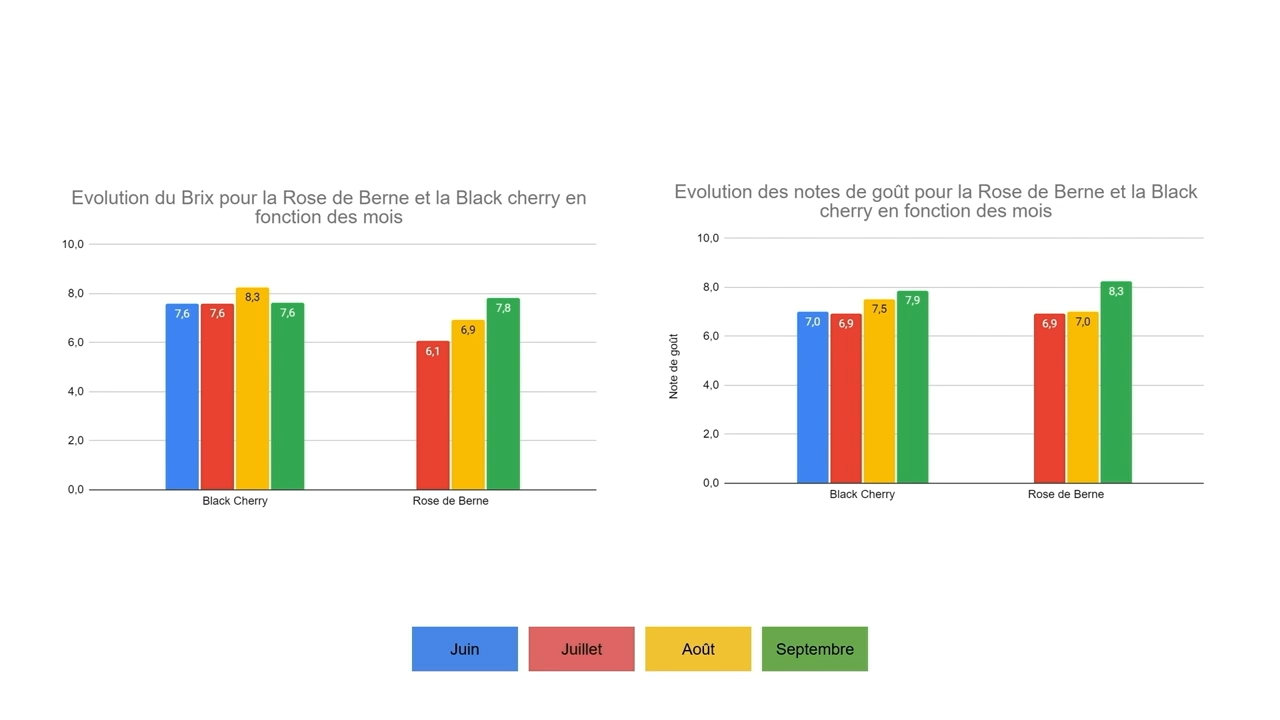 Evolution du Brix pour la Rose de Berne et la Black cherry en
fonction des mois
10,0
8,0
6,0
4,0
2,0
0,0
7,6
7,6
8,3
7,6
6,1
6,9
7,8
Black Cherry
Rose de Berne
Evolution des notes de goût pour la Rose de Berne et la Black
cherry en fonction des mois
Note de goût
10,0
8,0
6,0
4,0
2,0
0,0
7,0
6,9
7,5
7,9
6,9
7,0
8,3
Black Cherry
Rose de Berne
Juin
Juillet
Août
Septembre